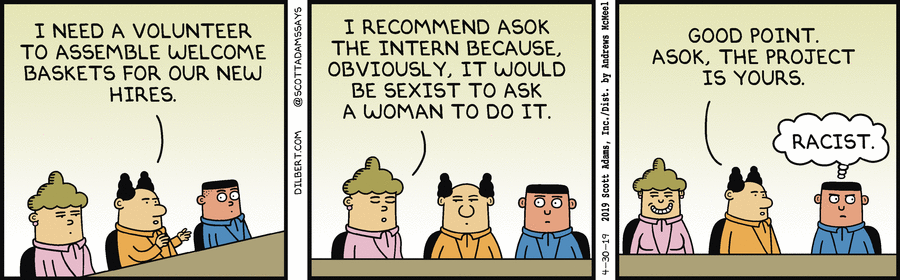 I NEED A VOLUNTEER
TO ASSEMBLE WELCOME
BASKETS FOR OUR NEW
HIRES.
DILBERT.COM @SCOTTADAMSSAYS
I RECOMMEND ASOK
THE INTERN BECAUSE,
OBVIOUSLY, IT WOULD
BE SEXIST TO ASK
A WOMAN TO DO IT.
4-30-19 2019 Scott Adams, Inc./Dist. by Andrews McMeel
GOOD POINT.
ASOK, THE PROJECT
IS YOURS.
RACIST.